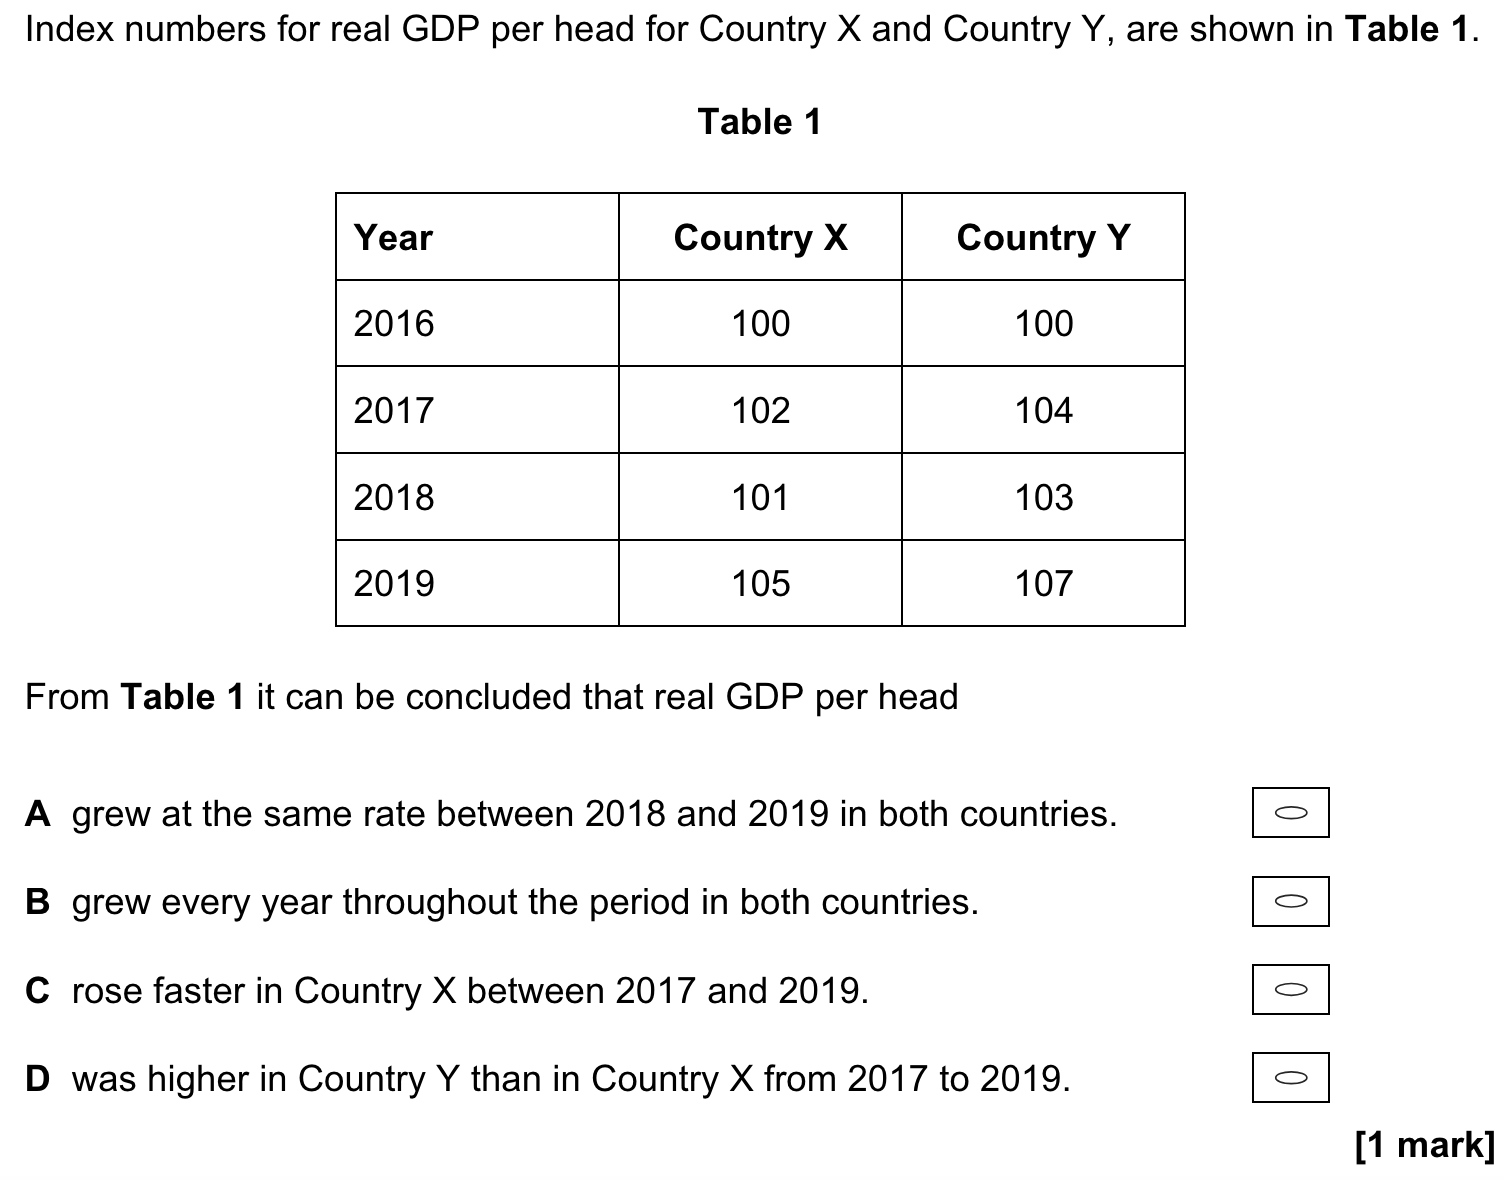 Index numbers for real GDP per head for Country X and Country Y, are shown in Table 1.
Table 1
Year Country X Country Y
2016 100 100
2017 102 104
2018 101 103
2019 105 107
From Table 1 it can be concluded that real GDP per head
A grew at the same rate between 2018 and 2019 in both countries.
B grew every year throughout the period in both countries.
C rose faster in Country X between 2017 and 2019.
D was higher in Country Y than in Country X from 2017 to 2019.
[1 mark]